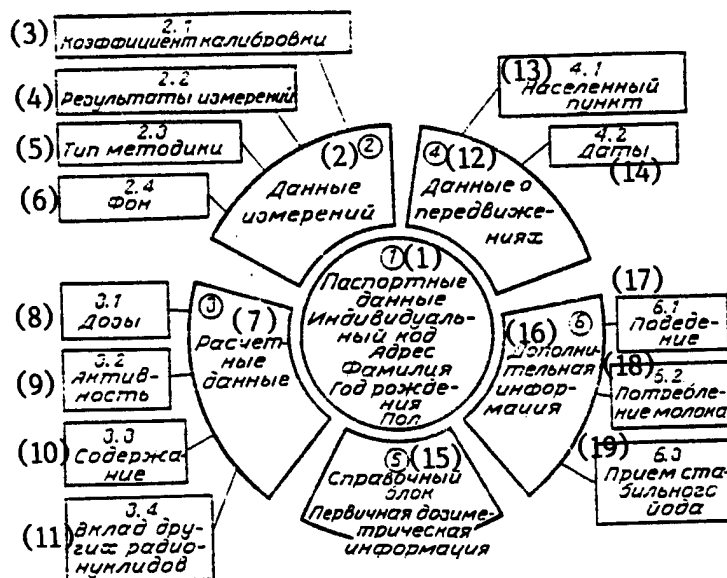 (3)
2.1
Коэффициент калибровки
(4)
2.2
Результаты измерений
(5)
2.3
Тип методики
(6)
2.4
Фон
(2) ②
Данные
измерений
④ (12)
Данные о
передвиже-
ниях
(13) 4.1
Населенный
пункт
4.2
Даты
(14)
① (1)
Паспортные
данные
Индивидуаль-
ный код
Адрес
Фамилия
Год рожде-
ния
Пол
③
(7)
Расчет-
ные
данные
(8)
3.1
Дозы
(9)
3.2
Актив-
ность
(10)
3.3
Содержа-
ние
(11)
3.4
Вклад дру-
гих радио-
нуклидов
⑤ (15)
Справочный
блок
Первичная дозиме-
трическая
информация
(16) ⑥
Дополни-
тельная
инфор-
мация
(17)
6.1
Поведение
(18)
6.2
Потребле-
ние молока
(19)
6.3
Прием ста-
бильного
йода